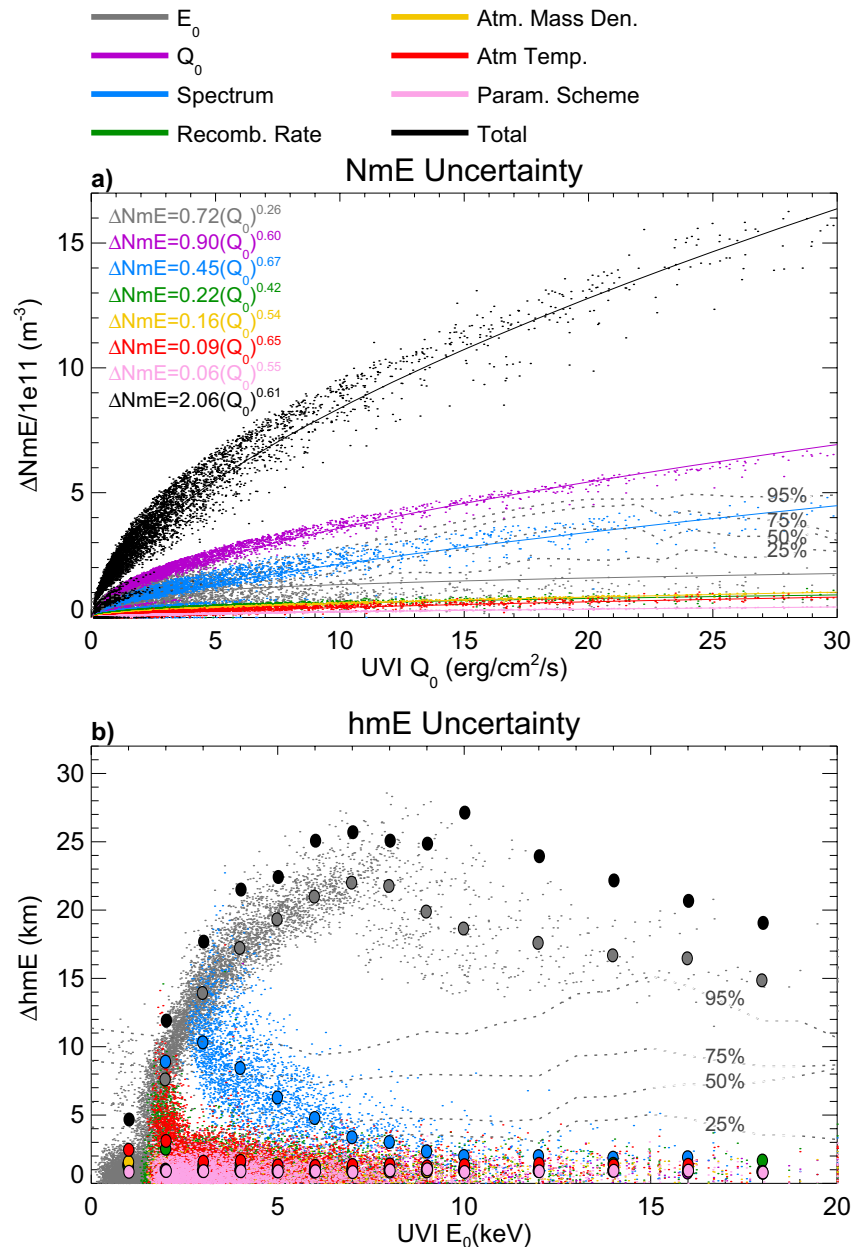 E₀
Q₀
Spectrum
Recomb. Rate
Atm. Mass Den.
Atm Temp.
Param. Scheme
Total
a)
NmE Uncertainty
ΔNmE=0.72(Q₀)^0.26
ΔNmE=0.90(Q₀)^0.60
ΔNmE=0.45(Q₀)^0.67
ΔNmE=0.22(Q₀)^0.42
ΔNmE=0.16(Q₀)^0.54
ΔNmE=0.09(Q₀)^0.65
ΔNmE=0.06(Q₀)^0.55
ΔNmE=2.06(Q₀)^0.61
95%
75%
50%
25%
15
10
5
0
ΔNmE/1e11 (m⁻³)
0 5 10 15 20 25 30
UVI Q₀ (erg/cm²/s)
b)
hmE Uncertainty
95%
75%
50%
25%
30
25
20
15
10
5
0
ΔhmE (km)
0 5 10 15 20
UVI E₀(keV)